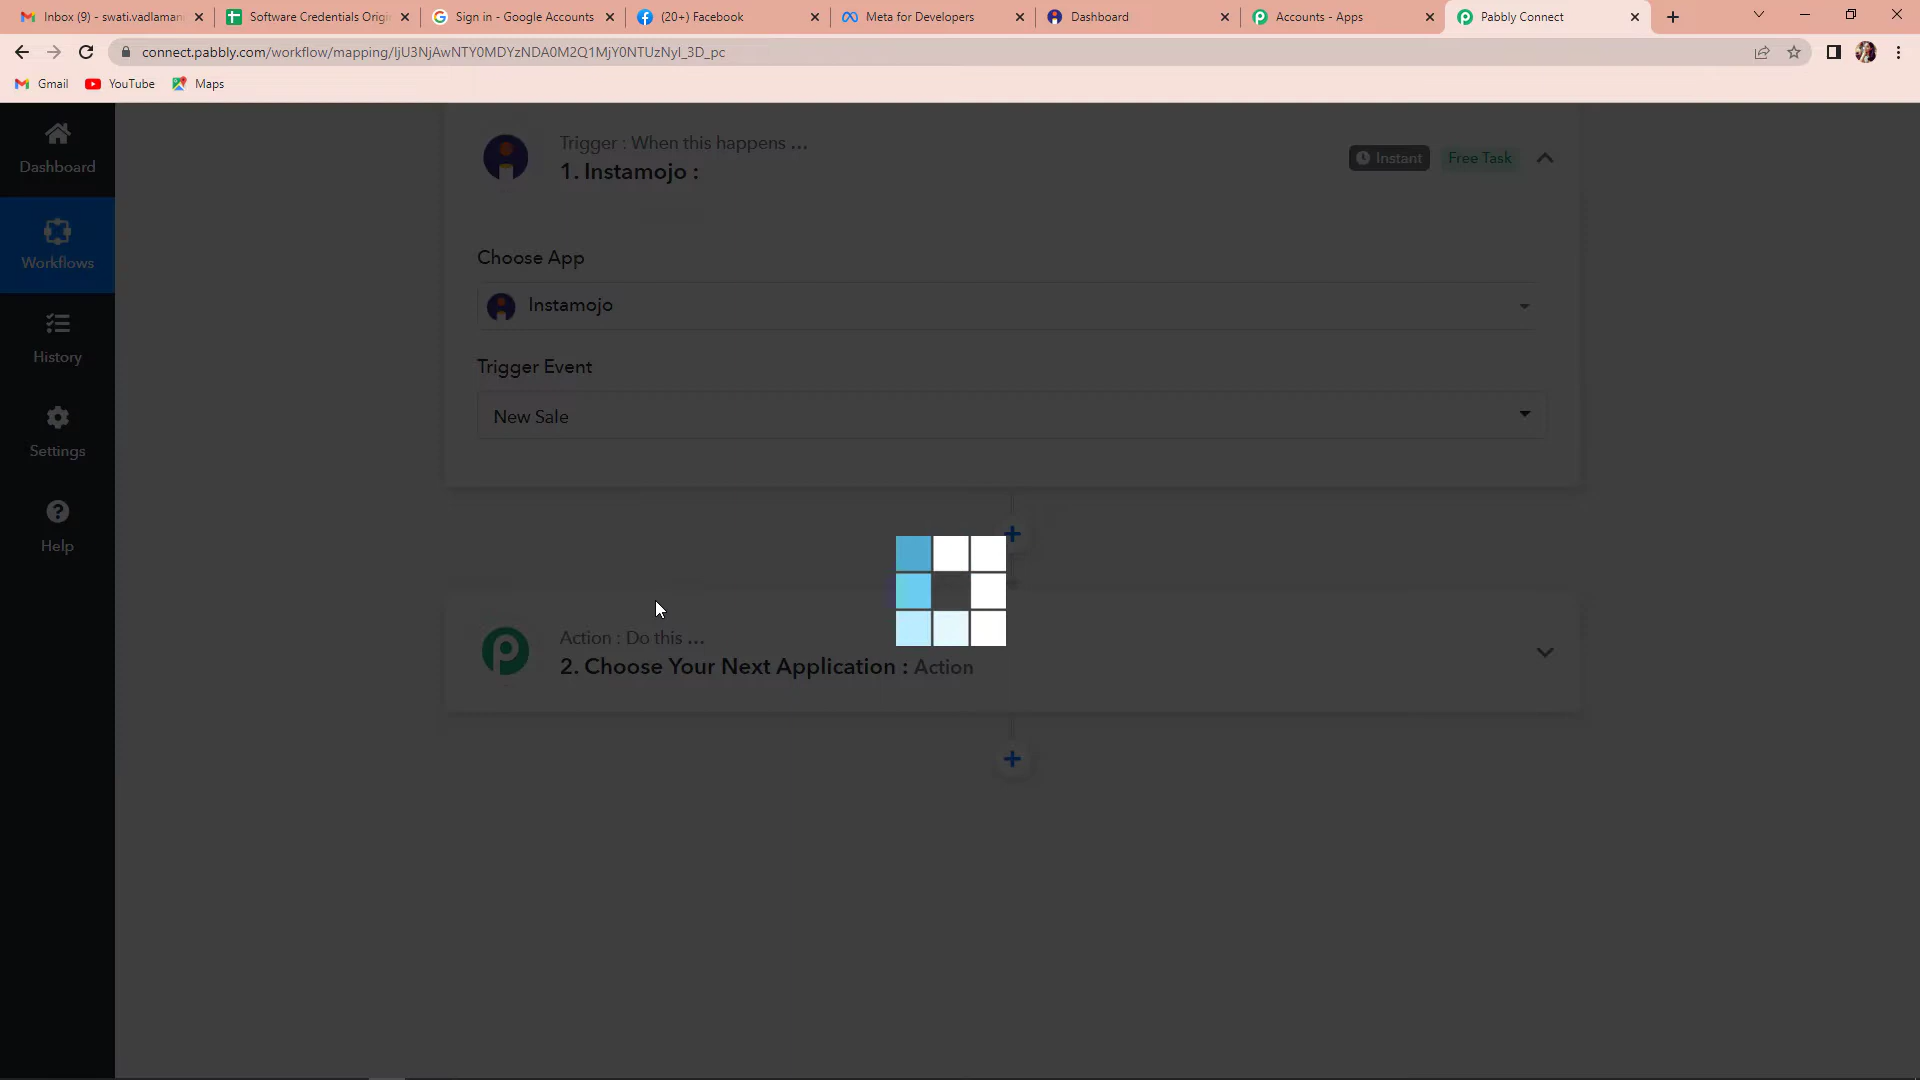 Inbox (9) - swati.vadlaman
Software Credentials Origi
Sign in - Google Accounts
(20+) Facebook
Meta for Developers
Dashboard
Accounts - Apps
Pabbly Connect
connect.pabbly.com/workflow/mapping/IjU3NjAwNTY0MDYzNDA0M2Q1MjY0NTUzNyI_3D_pc
Gmail
YouTube
Maps
Dashboard
Workflows
History
Settings
Help
Trigger : When this happens ...
1. Instamojo :
Instant
Free Task
Choose App
Instamojo
Trigger Event
New Sale
Action : Do this ...
2. Choose Your Next Application : Action